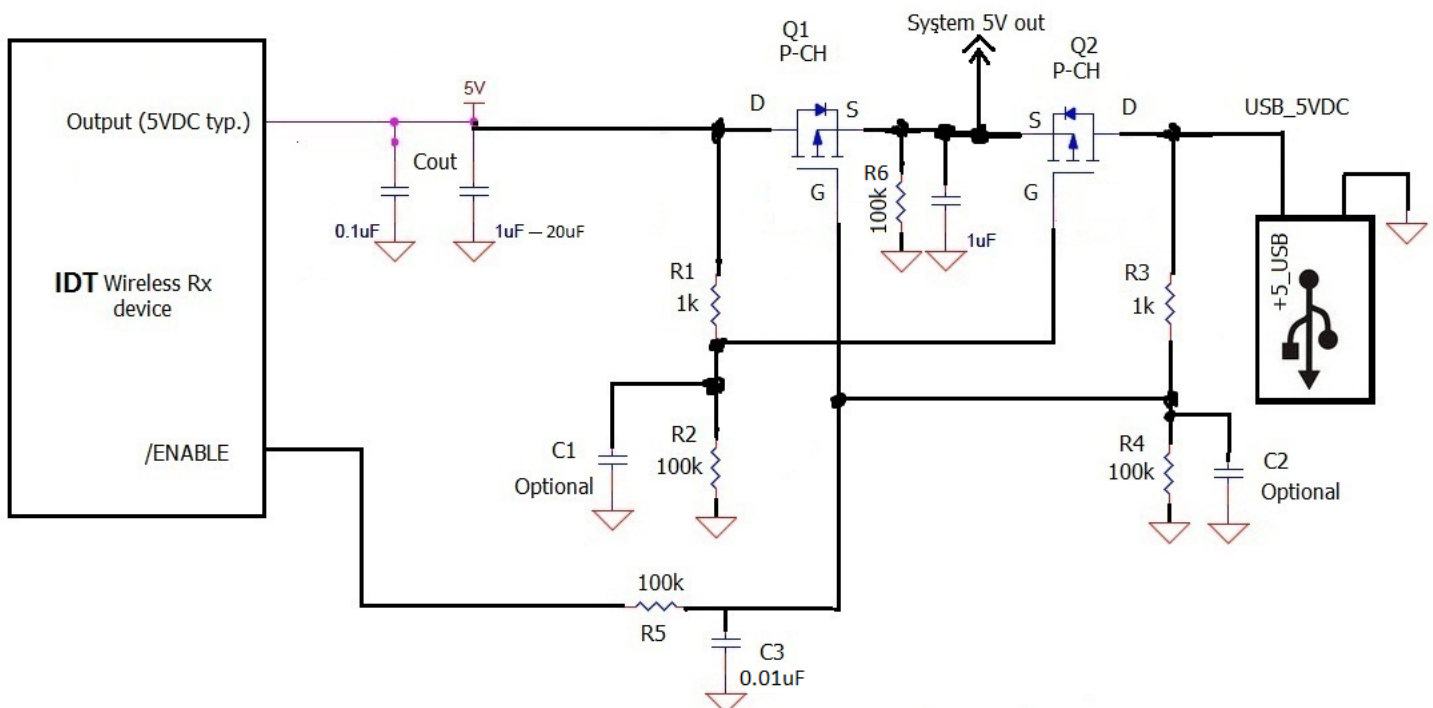 System 5V out
Q1
P-CH
Q2
P-CH
5V
D
S
S
D
USB_5VDC
Output (5VDC typ.)
Cout
R6
100k
G
G
0.1uF
1uF — 20uF
1uF
+5_USB
IDT Wireless Rx
device
R1
1k
R3
1k
/ENABLE
C1
Optional
R2
100k
R4
100k
C2
Optional
100k
R5
C3
0.01uF